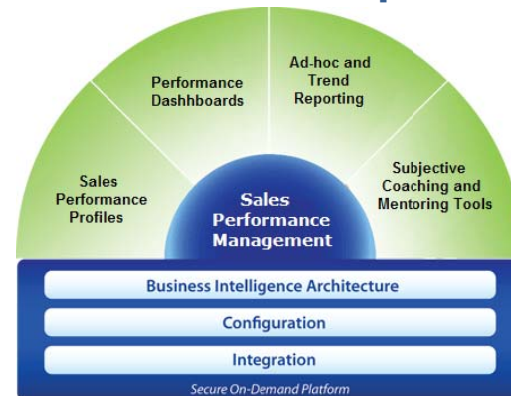 Performance
Dashhboards
Ad-hoc and
Trend
Reporting
Sales
Performance
Profiles
Subjective
Coaching and
Mentoring Tools
Sales
Performance
Management
Business Intelligence Architecture
Configuration
Integration
Secure On-Demand Platform